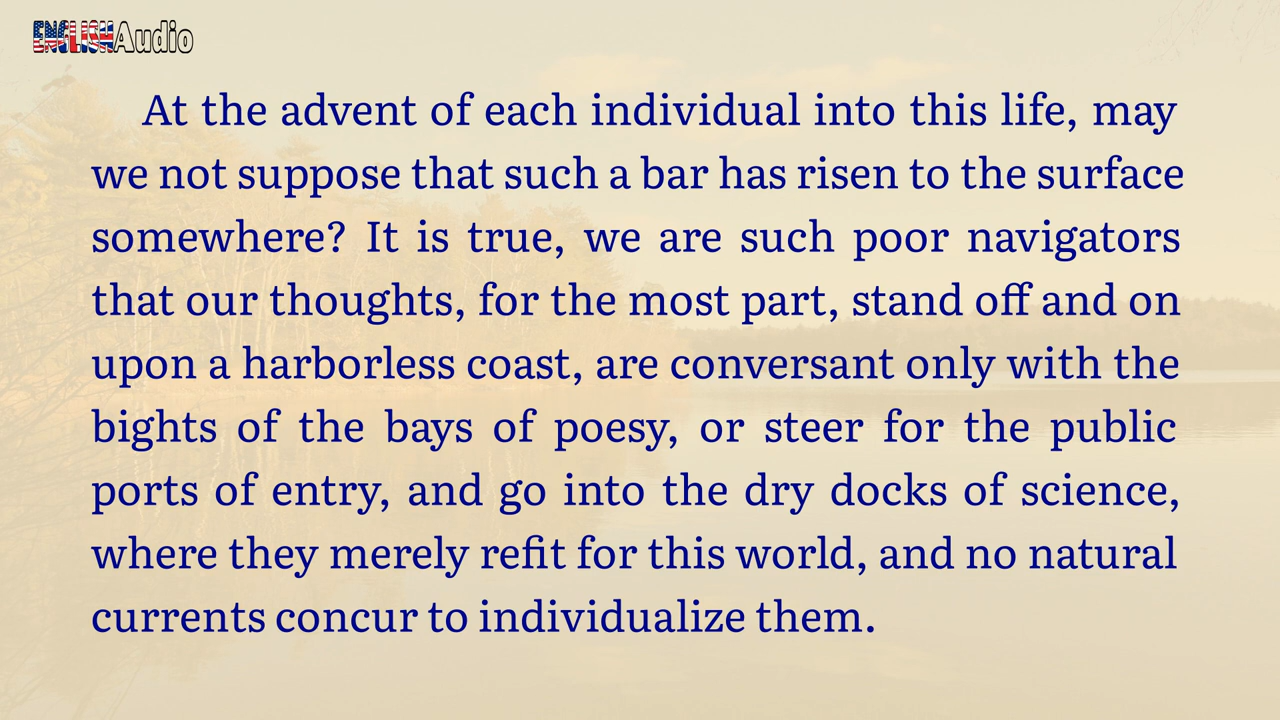 ENGLISHAudio
At the advent of each individual into this life, may
we not suppose that such a bar has risen to the surface
somewhere? It is true, we are such poor navigators
that our thoughts, for the most part, stand off and on
upon a harborless coast, are conversant only with the
bights of the bays of poesy, or steer for the public
ports of entry, and go into the dry docks of science,
where they merely refit for this world, and no natural
currents concur to individualize them.